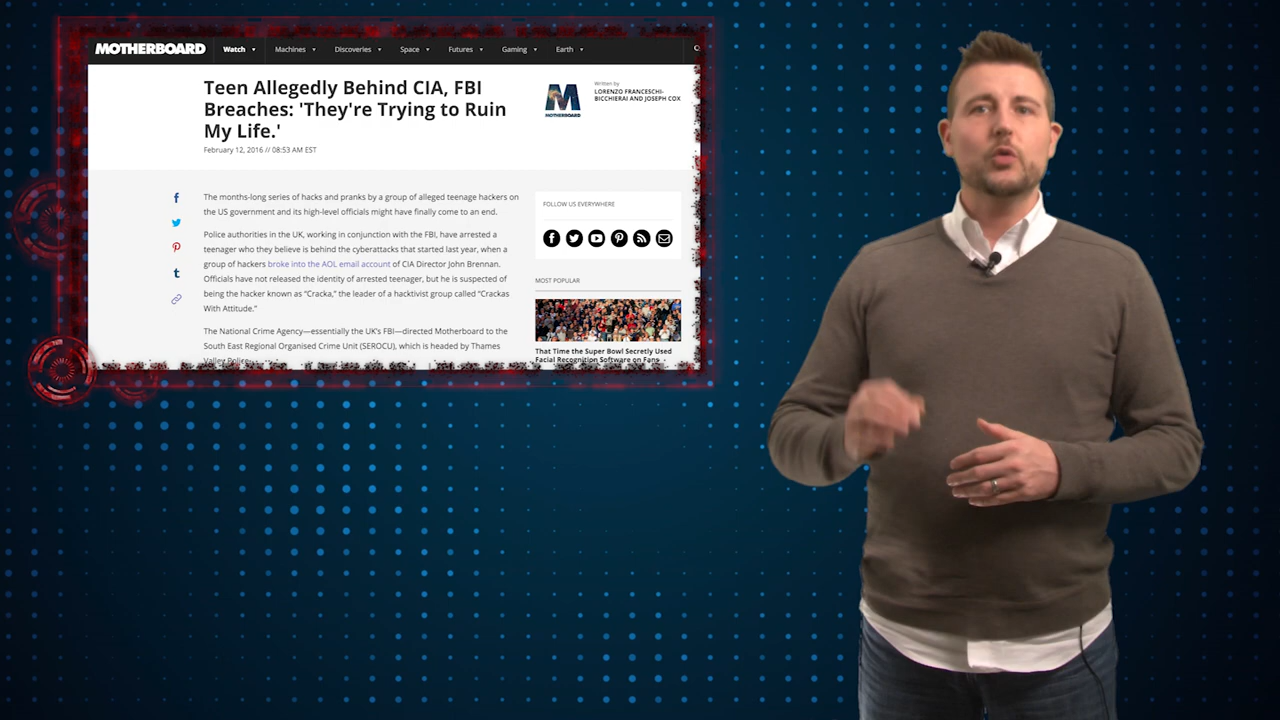 MOTHERBOARD
Watch Machines Discoveries Space Futures Gaming Earth
Teen Allegedly Behind CIA, FBI
Breaches: 'They're Trying to Ruin
My Life.'
February 12, 2016 // 08:53 AM EST
Written by
LORENZO FRANCESCHI-
BICCHIERAI AND JOSEPH COX
MOTHERBOARD
The months-long series of hacks and pranks by a group of alleged teenage hackers on
the US government and its high-level officials might have finally come to an end.
Police authorities in the UK, working in conjunction with the FBI, have arrested a
teenager who they believe is behind the cyberattacks that started last year, when a
group of hackers broke into the AOL email account of CIA Director John Brennan.
Officials have not released the identity of arrested teenager, but he is suspected of
being the hacker known as “Cracka,” the leader of a hacktivist group called “Crackas
With Attitude.”
The National Crime Agency—essentially the UK's FBI—directed Motherboard to the
South East Regional Organised Crime Unit (SEROCU), which is headed by Thames
Valley Police.
FOLLOW US EVERYWHERE
MOST POPULAR
That Time the Super Bowl Secretly Used
Facial Recognition Software on Fans